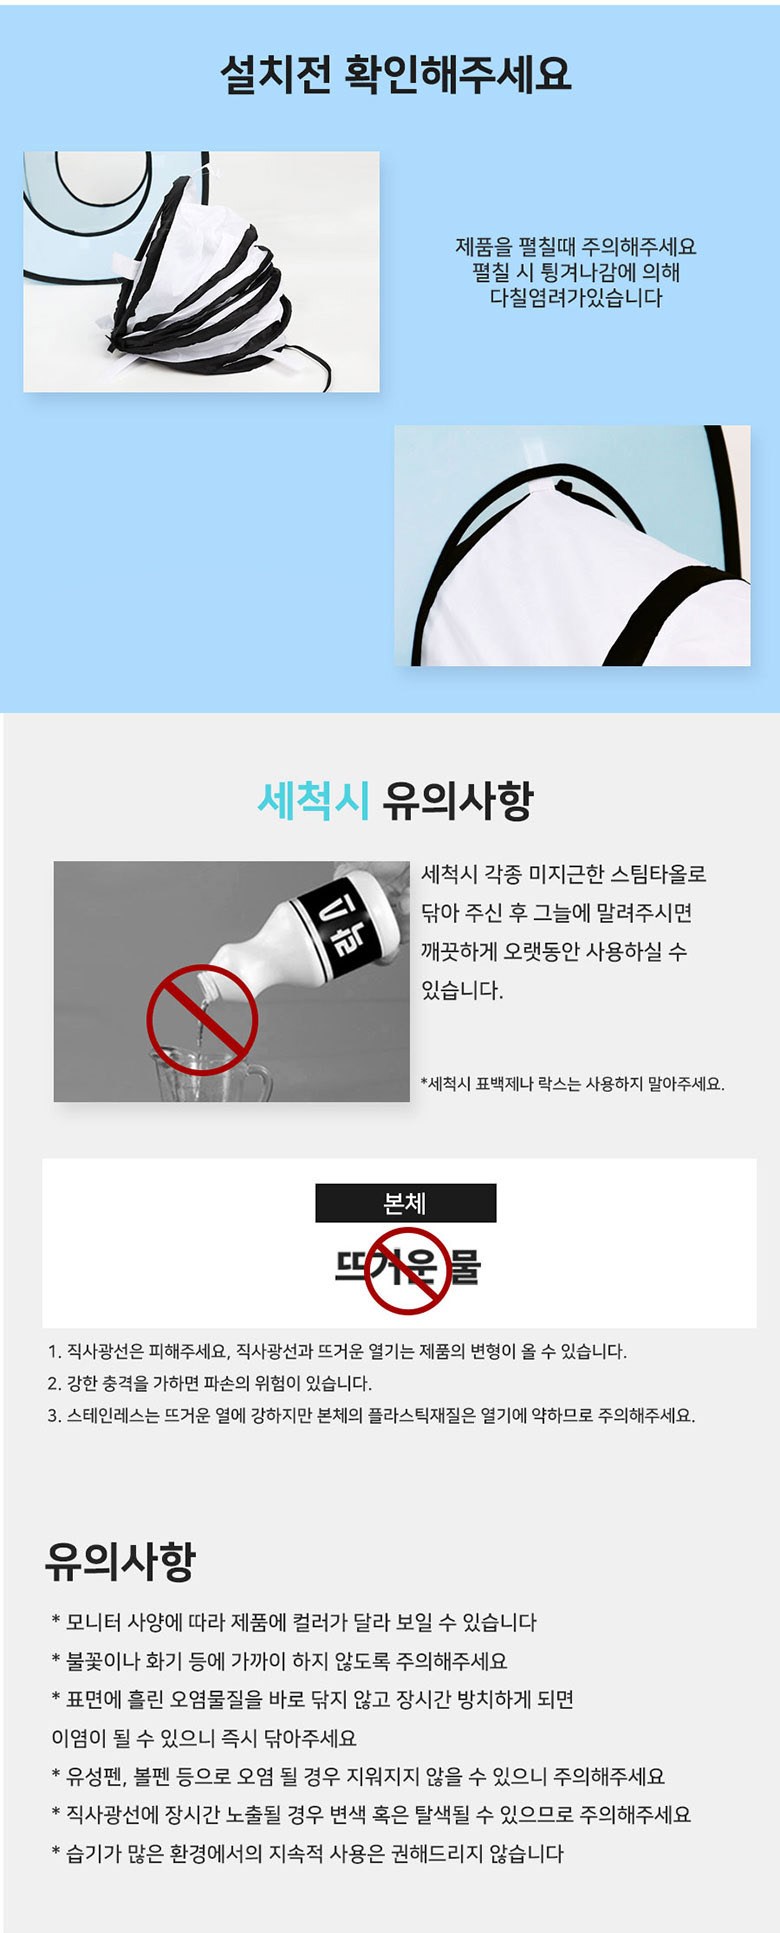 설치전 확인해주세요
제품을 펼칠때 주의해주세요
펼칠 시 튕겨나감에 의해
다칠염려가있습니다
세척시 유의사항
세척시 각종 미지근한 스팀타올로
닦아 주신 후 그늘에 말려주시면
깨끗하게 오랫동안 사용하실 수
있습니다.
*세척시 표백제나 락스는 사용하지 말아주세요.
본체
뜨거운 물
1. 직사광선은 피해주세요, 직사광선과 뜨거운 열기는 제품의 변형이 올 수 있습니다.
2. 강한 충격을 가하면 파손의 위험이 있습니다.
3. 스테인레스는 뜨거운 열에 강하지만 본체의 플라스틱재질은 열기에 약하므로 주의해주세요.
유의사항
* 모니터 사양에 따라 제품에 컬러가 달라 보일 수 있습니다
* 불꽃이나 화기 등에 가까이 하지 않도록 주의해주세요
* 표면에 흘린 오염물질을 바로 닦지 않고 장시간 방치하게 되면
이염이 될 수 있으니 즉시 닦아주세요
* 유성펜, 볼펜 등으로 오염 될 경우 지워지지 않을 수 있으니 주의해주세요
* 직사광선에 장시간 노출될 경우 변색 혹은 탈색될 수 있으므로 주의해주세요
* 습기가 많은 환경에서의 지속적 사용은 권해드리지 않습니다